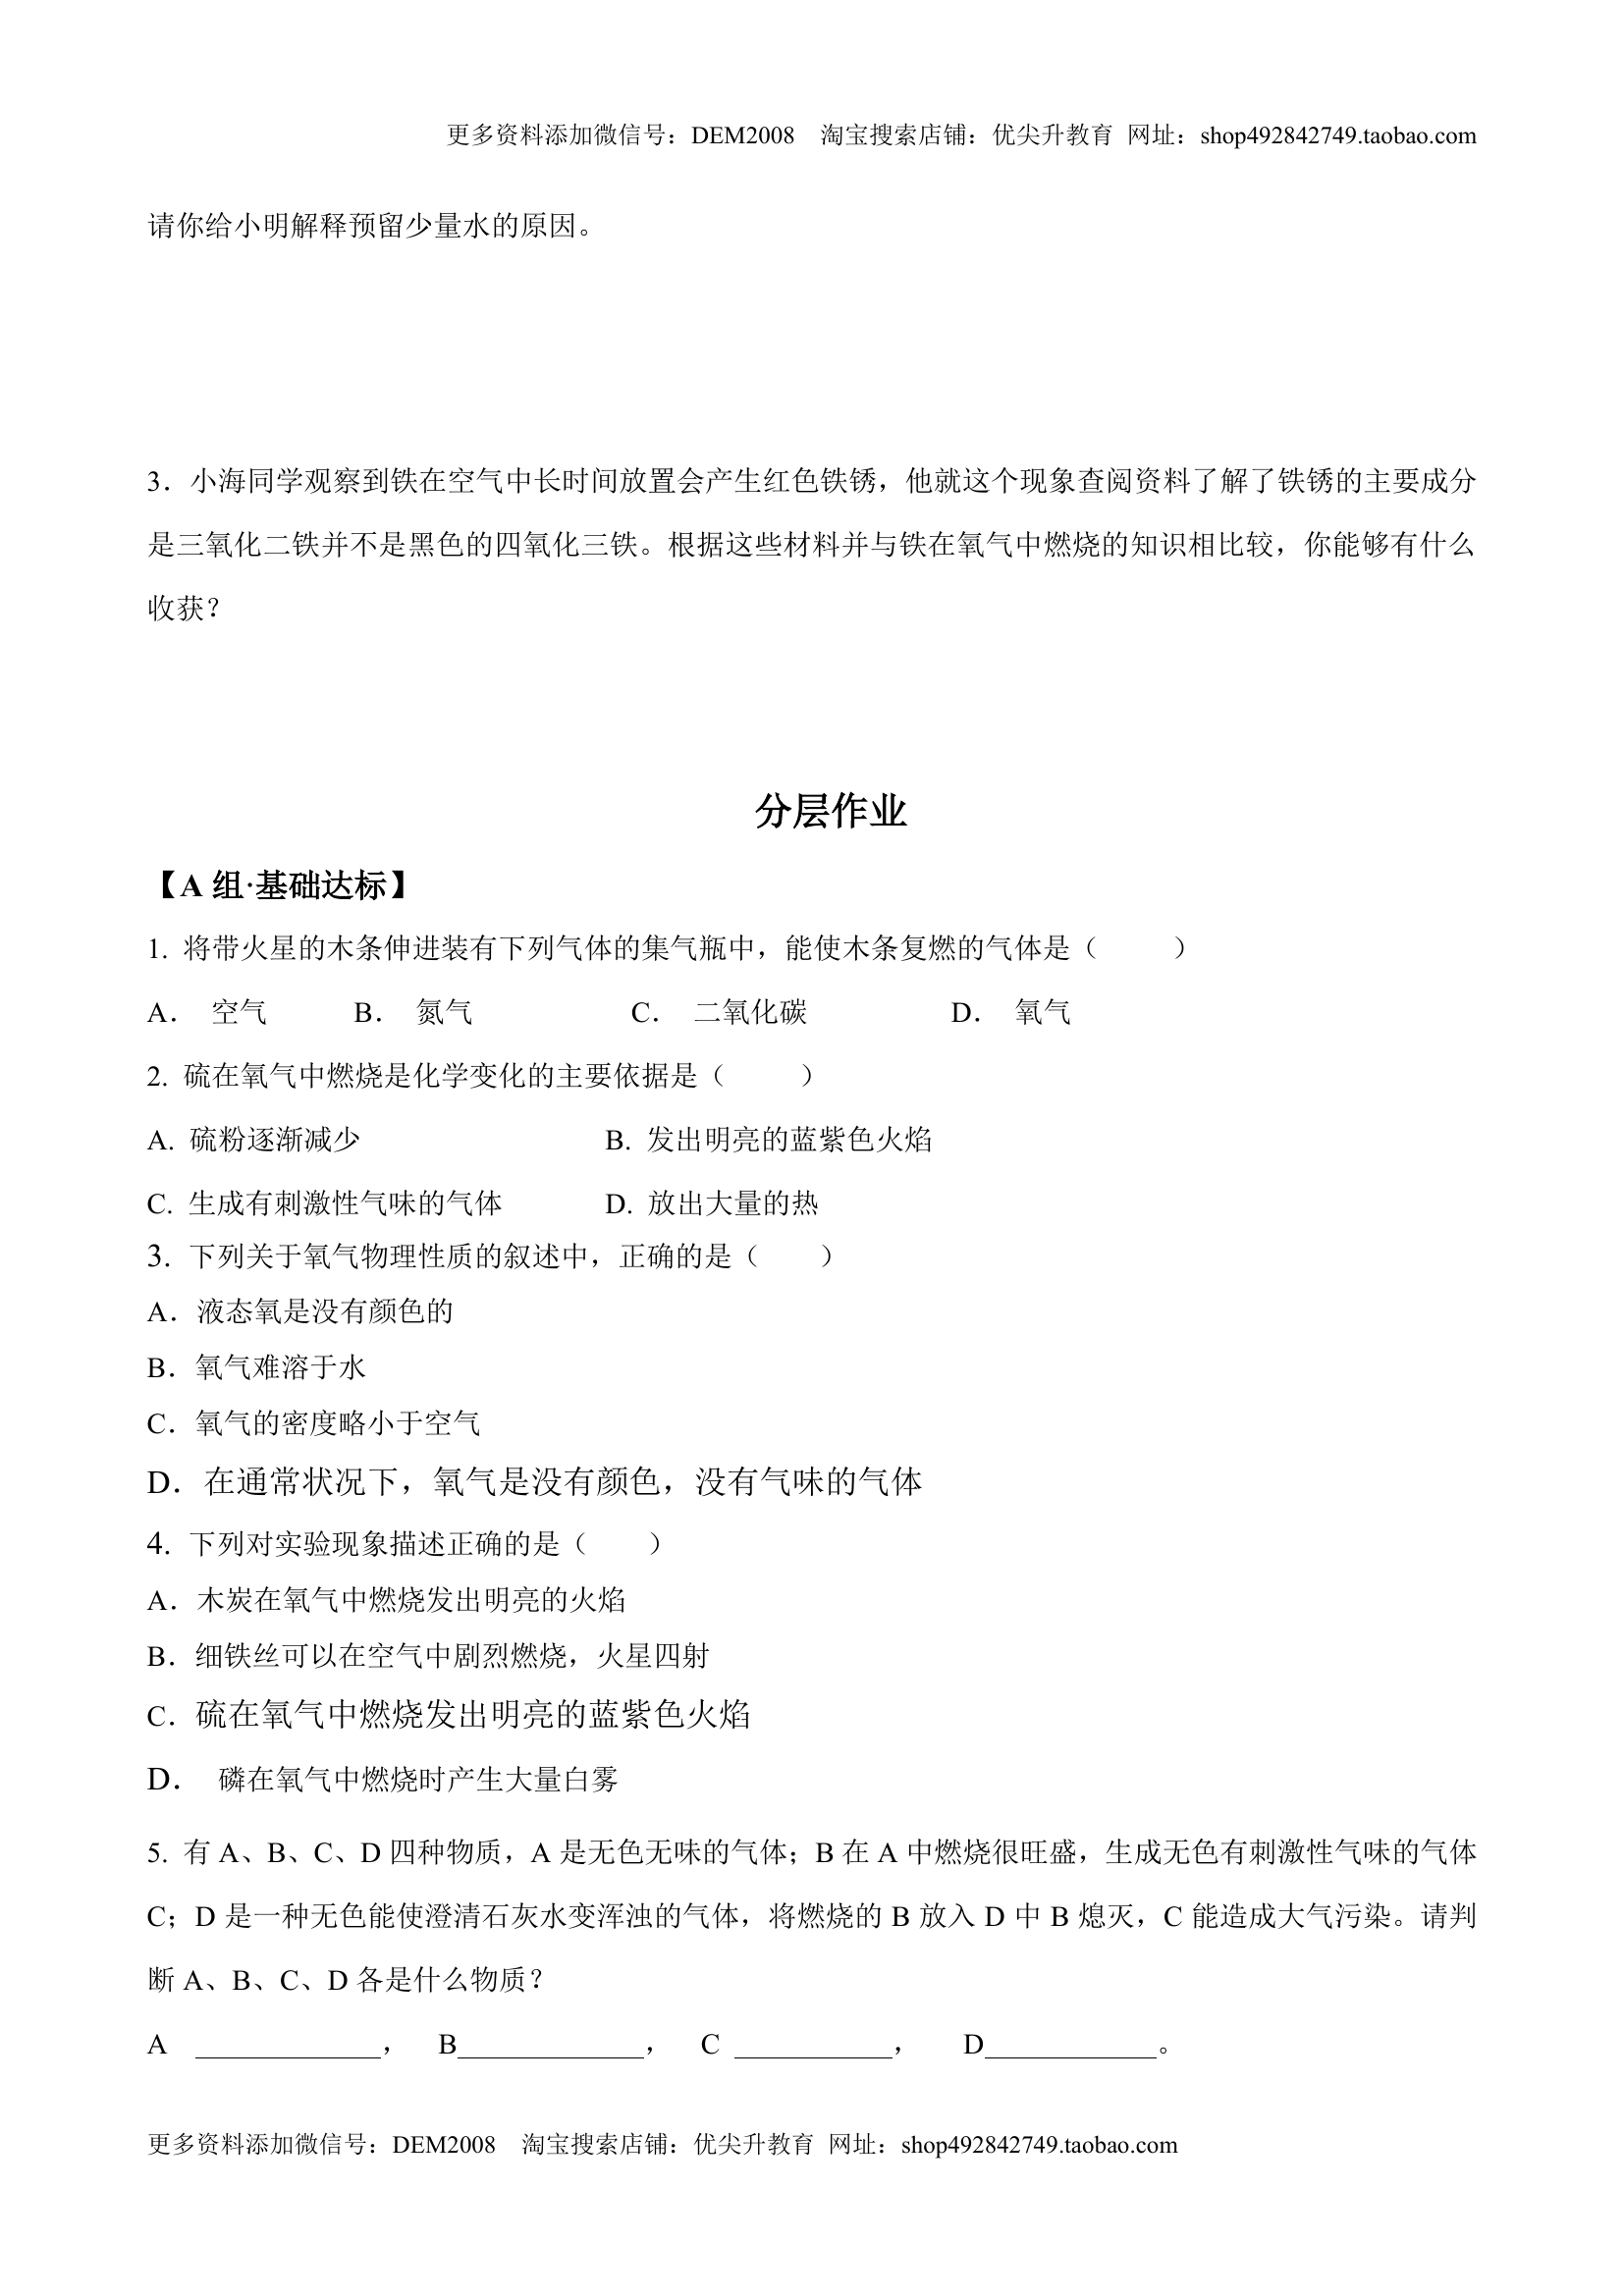 更多资料添加微信号：DEM2008　淘宝搜索店铺：优尖升教育 网址：shop492842749.taobao.com
请你给小明解释预留少量水的原因。
3．小海同学观察到铁在空气中长时间放置会产生红色铁锈，他就这个现象查阅资料了解了铁锈的主要成分
是三氧化二铁并不是黑色的四氧化三铁。根据这些材料并与铁在氧气中燃烧的知识相比较，你能够有什么
收获？
分层作业
【A 组·基础达标】
1. 将带火星的木条伸进装有下列气体的集气瓶中，能使木条复燃的气体是（　　）
A． 空气　　B． 氮气　　C． 二氧化碳　　D． 氧气
2. 硫在氧气中燃烧是化学变化的主要依据是（　　）
A. 硫粉逐渐减少　　B. 发出明亮的蓝紫色火焰
C. 生成有刺激性气味的气体　　D. 放出大量的热
3. 下列关于氧气物理性质的叙述中，正确的是（　　）
A．液态氧是没有颜色的
B．氧气难溶于水
C．氧气的密度略小于空气
D．在通常状况下，氧气是没有颜色，没有气味的气体
4. 下列对实验现象描述正确的是（　　）
A．木炭在氧气中燃烧发出明亮的火焰
B．细铁丝可以在空气中剧烈燃烧，火星四射
C．硫在氧气中燃烧发出明亮的蓝紫色火焰
D． 磷在氧气中燃烧时产生大量白雾
5. 有 A、B、C、D 四种物质，A 是无色无味的气体；B 在 A 中燃烧很旺盛，生成无色有刺激性气味的气体
C；D 是一种无色能使澄清石灰水变浑浊的气体，将燃烧的 B 放入 D 中 B 熄灭，C 能造成大气污染。请判
断 A、B、C、D 各是什么物质？
A ____________，　B____________，　C __________，　D___________。
更多资料添加微信号：DEM2008　淘宝搜索店铺：优尖升教育 网址：shop492842749.taobao.com